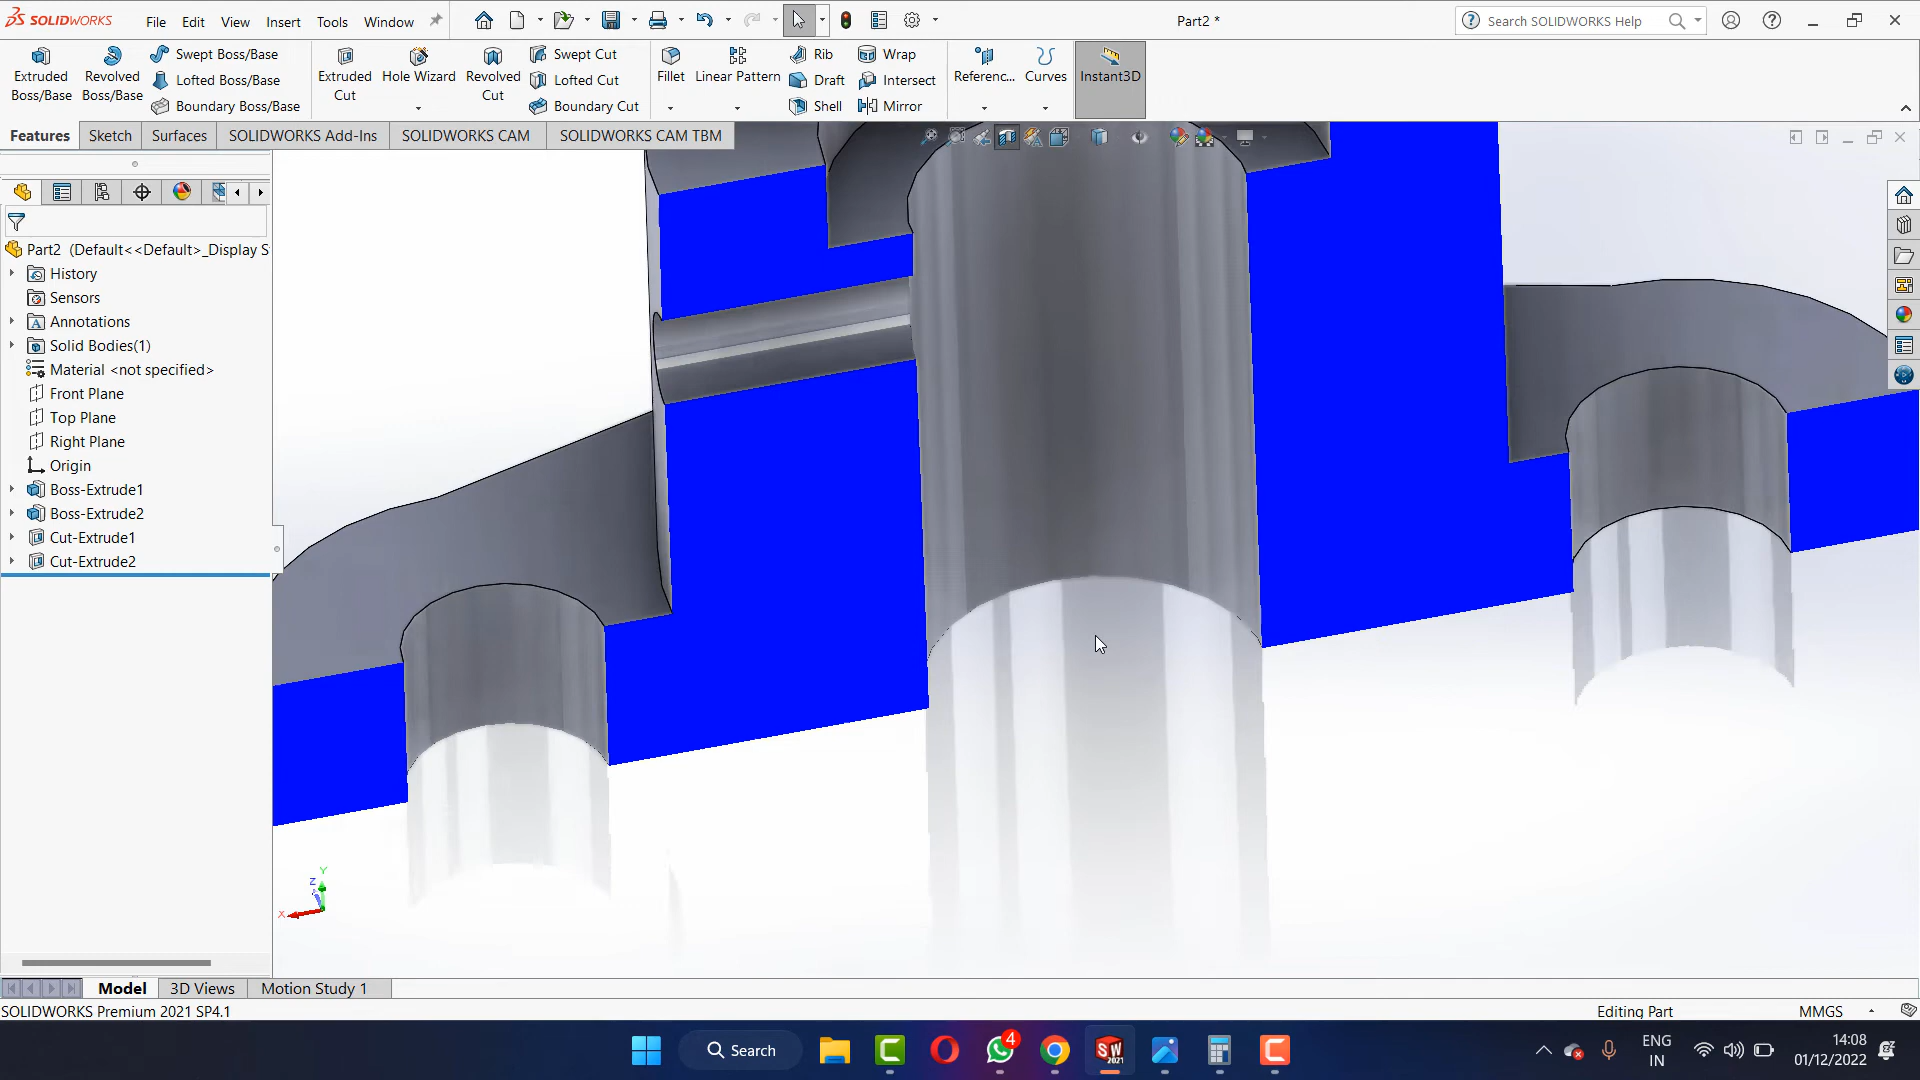 SOLIDWORKS File Edit View Insert Tools Window Part2 * Search SOLIDWORKS Help
Extruded Boss/Base
Revolved Boss/Base
Swept Boss/Base
Lofted Boss/Base
Boundary Boss/Base
Extruded Cut
Hole Wizard
Revolved Cut
Swept Cut
Lofted Cut
Boundary Cut
Fillet
Linear Pattern
Rib
Draft
Shell
Wrap
Intersect
Mirror
Referenc...
Curves
Instant3D
Features Sketch Surfaces SOLIDWORKS Add-Ins SOLIDWORKS CAM SOLIDWORKS CAM TBM
Part2 (Default<<Default>_Display S
History
Sensors
Annotations
Solid Bodies(1)
Material <not specified>
Front Plane
Top Plane
Right Plane
Origin
Boss-Extrude1
Boss-Extrude2
Cut-Extrude1
Cut-Extrude2
Y
Z
X
Model 3D Views Motion Study 1
SOLIDWORKS Premium 2021 SP4.1 Editing Part MMGS
Search
4
SW
2021
ENG
IN
14:08
01/12/2022